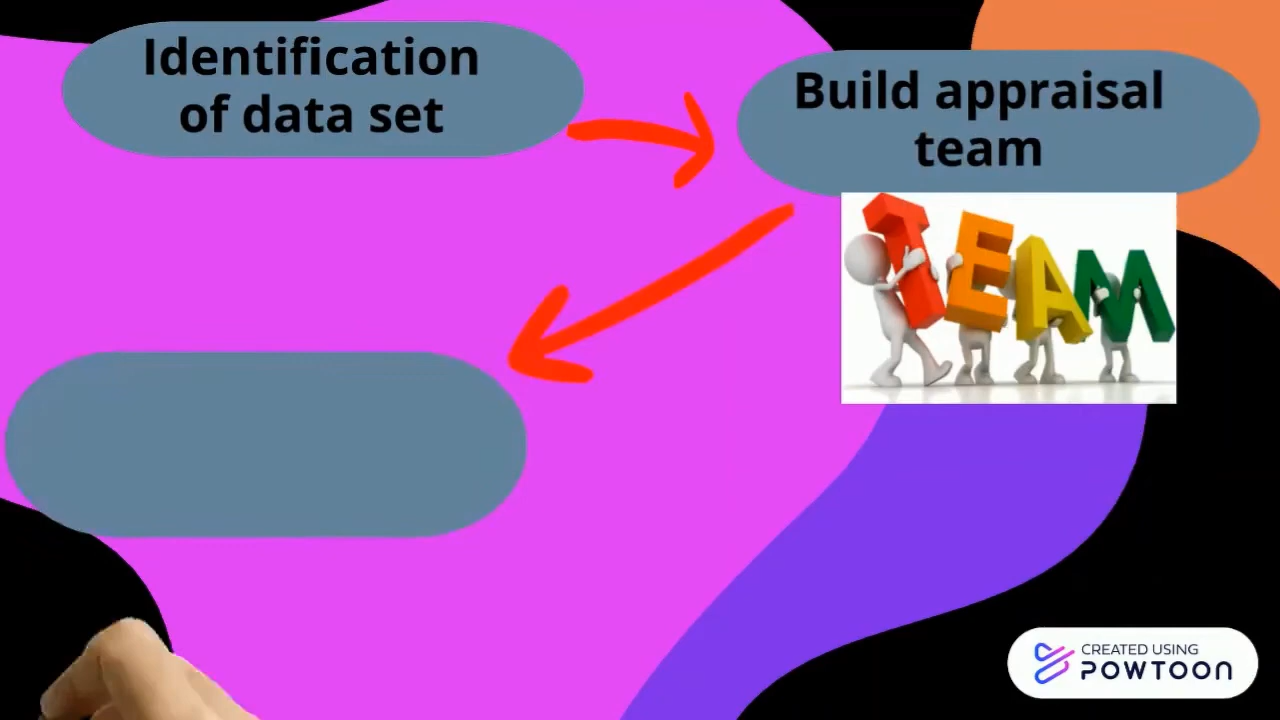 Identification
of data set
Build appraisal
team
TEAM
CREATED USING
POWTOON